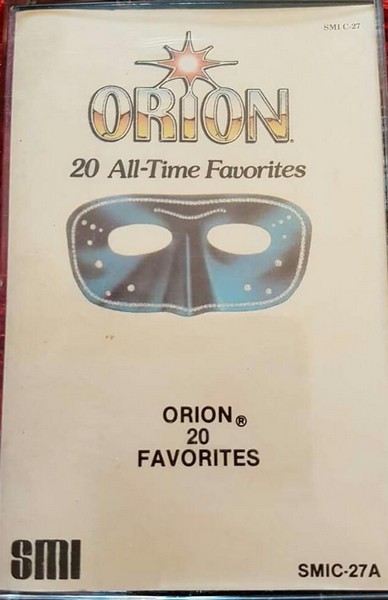 SMI C-27
ORION
20 All-Time Favorites
ORION®
20
FAVORITES
SMI
SMIC-27A